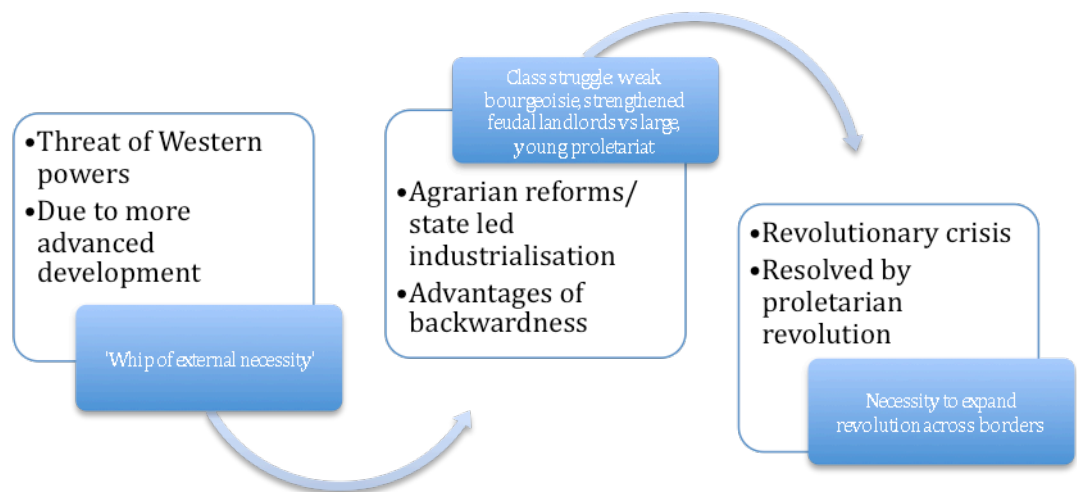 •Threat of Western
powers
•Due to more
advanced
development
'Whip of external necessity'
Class struggle: weak
bourgeoisie, strengthened
feudal landlords vs large,
young proletariat
•Agrarian reforms/
state led
industrialisation
•Advantages of
backwardness
•Revolutionary crisis
•Resolved by
proletarian
revolution
Necessity to expand
revolution across borders